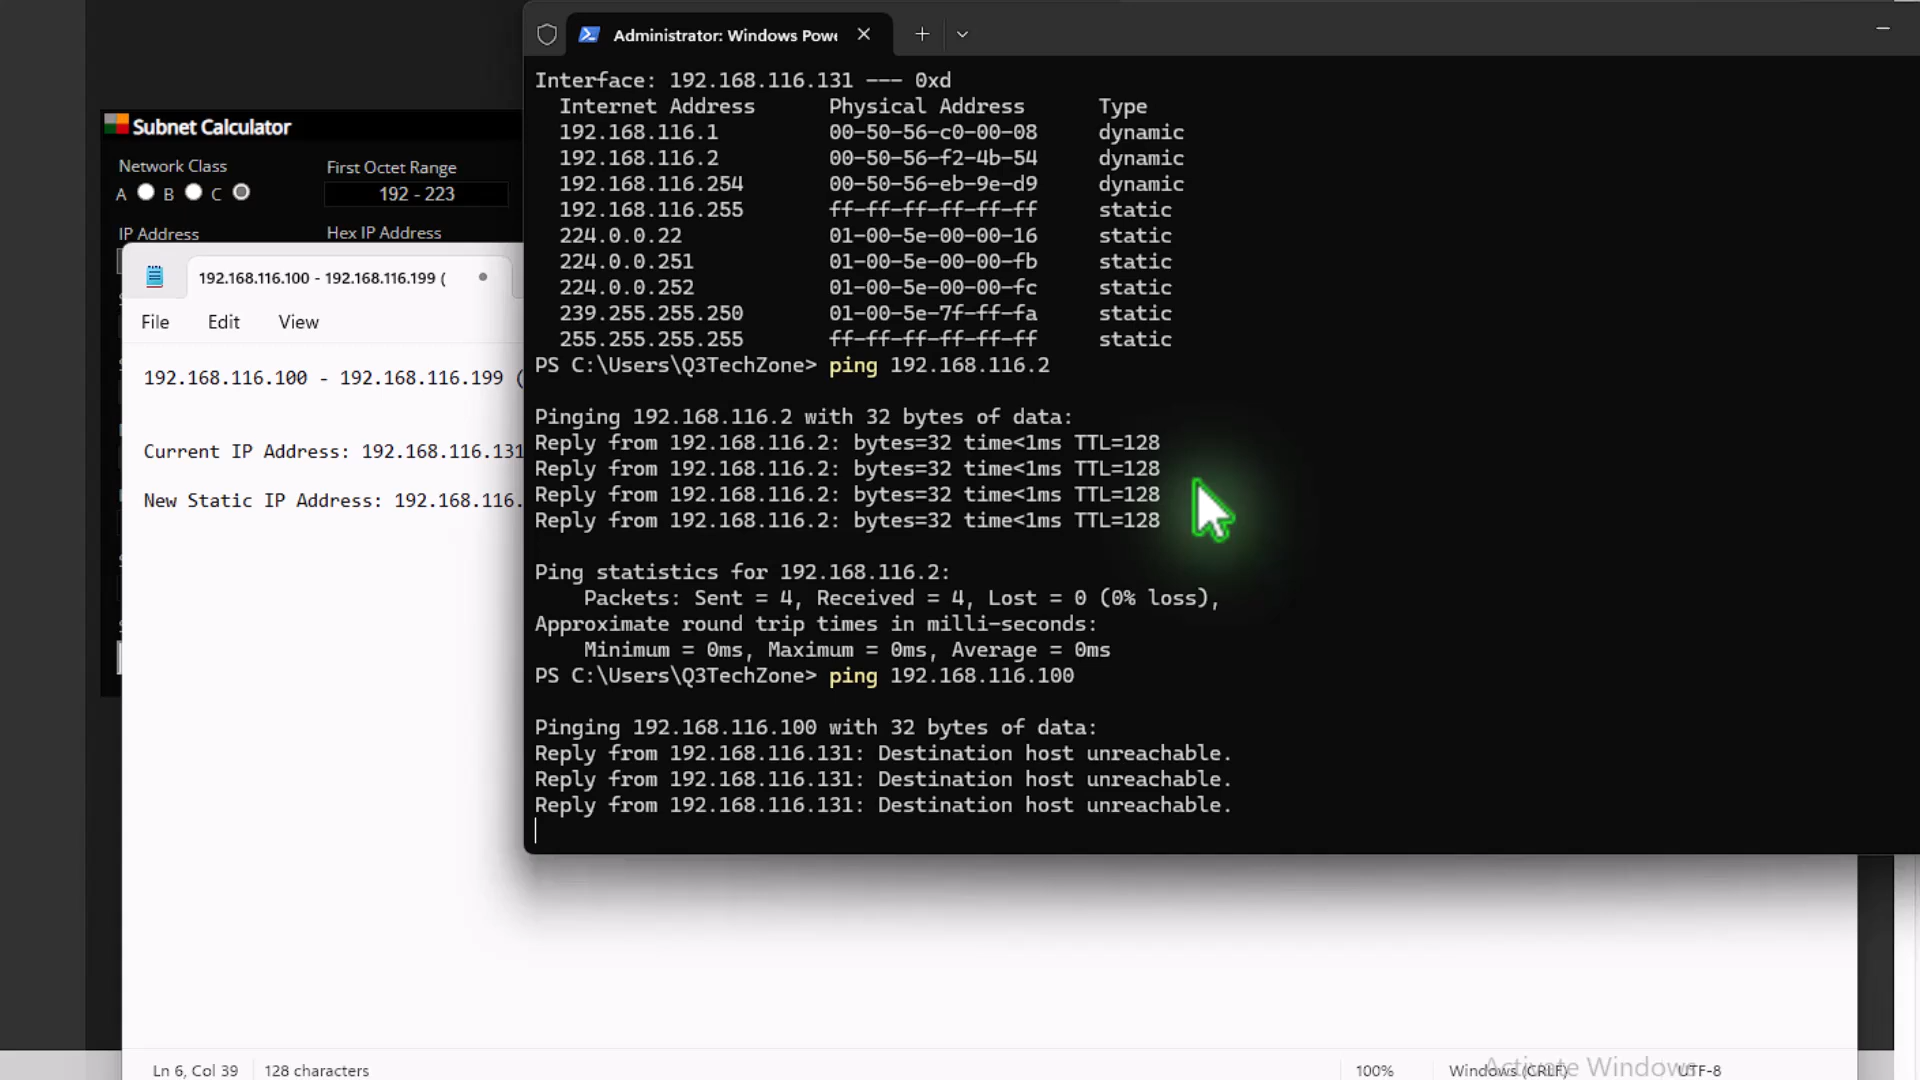 Administrator: Windows Powe
Interface: 192.168.116.131 --- 0xd
Internet Address Physical Address Type
192.168.116.1 00-50-56-c0-00-08 dynamic
192.168.116.2 00-50-56-f2-4b-54 dynamic
192.168.116.254 00-50-56-eb-9e-d9 dynamic
192.168.116.255 ff-ff-ff-ff-ff-ff static
224.0.0.22 01-00-5e-00-00-16 static
224.0.0.251 01-00-5e-00-00-fb static
224.0.0.252 01-00-5e-00-00-fc static
239.255.255.250 01-00-5e-7f-ff-fa static
255.255.255.255 ff-ff-ff-ff-ff-ff static
PS C:\Users\Q3TechZone> ping 192.168.116.2
Pinging 192.168.116.2 with 32 bytes of data:
Reply from 192.168.116.2: bytes=32 time<1ms TTL=128
Reply from 192.168.116.2: bytes=32 time<1ms TTL=128
Reply from 192.168.116.2: bytes=32 time<1ms TTL=128
Reply from 192.168.116.2: bytes=32 time<1ms TTL=128
Ping statistics for 192.168.116.2:
Packets: Sent = 4, Received = 4, Lost = 0 (0% loss),
Approximate round trip times in milli-seconds:
Minimum = 0ms, Maximum = 0ms, Average = 0ms
PS C:\Users\Q3TechZone> ping 192.168.116.100
Pinging 192.168.116.100 with 32 bytes of data:
Reply from 192.168.116.131: Destination host unreachable.
Reply from 192.168.116.131: Destination host unreachable.
Reply from 192.168.116.131: Destination host unreachable.
Subnet Calculator
Network Class First Octet Range
A B C 192 - 223
IP Address Hex IP Address
192.168.116.100 - 192.168.116.199 (
File Edit View
192.168.116.100 - 192.168.116.199 (
Current IP Address: 192.168.116.131
New Static IP Address: 192.168.116.
Ln 6, Col 39 128 characters 100% Windows (CRLF) UTF-8
Activate Windows